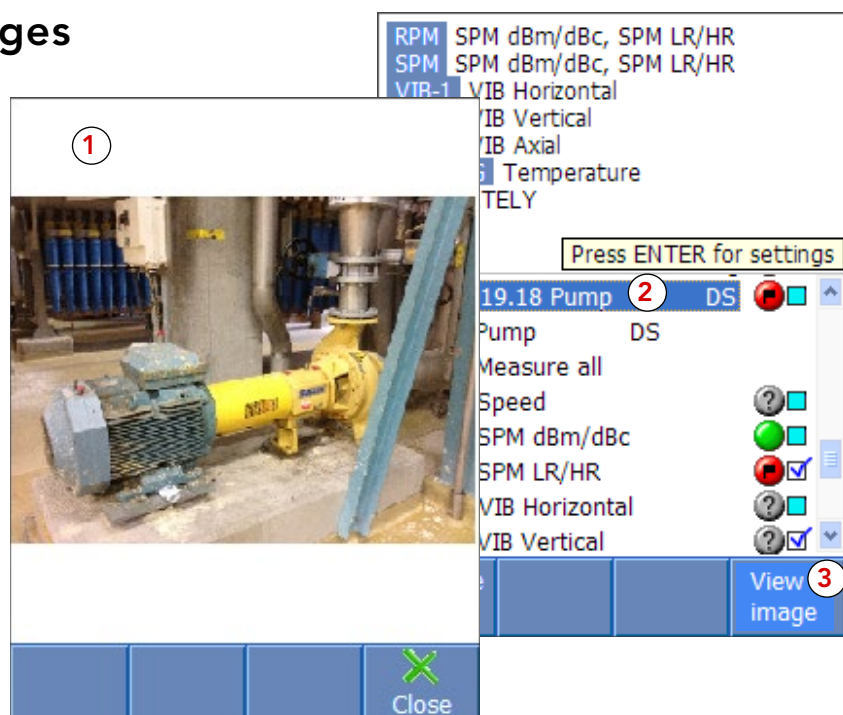 ges
RPM SPM dBm/dBc, SPM LR/HR
SPM SPM dBm/dBc, SPM LR/HR
VIB-1 VIB Horizontal
VIB Vertical
VIB Axial
G Temperature
TELY
Press ENTER for settings
1
19.18 Pump 2 DS
Pump DS
Measure all
Speed
SPM dBm/dBc
SPM LR/HR
VIB Horizontal
VIB Vertical
View 3
image
Close